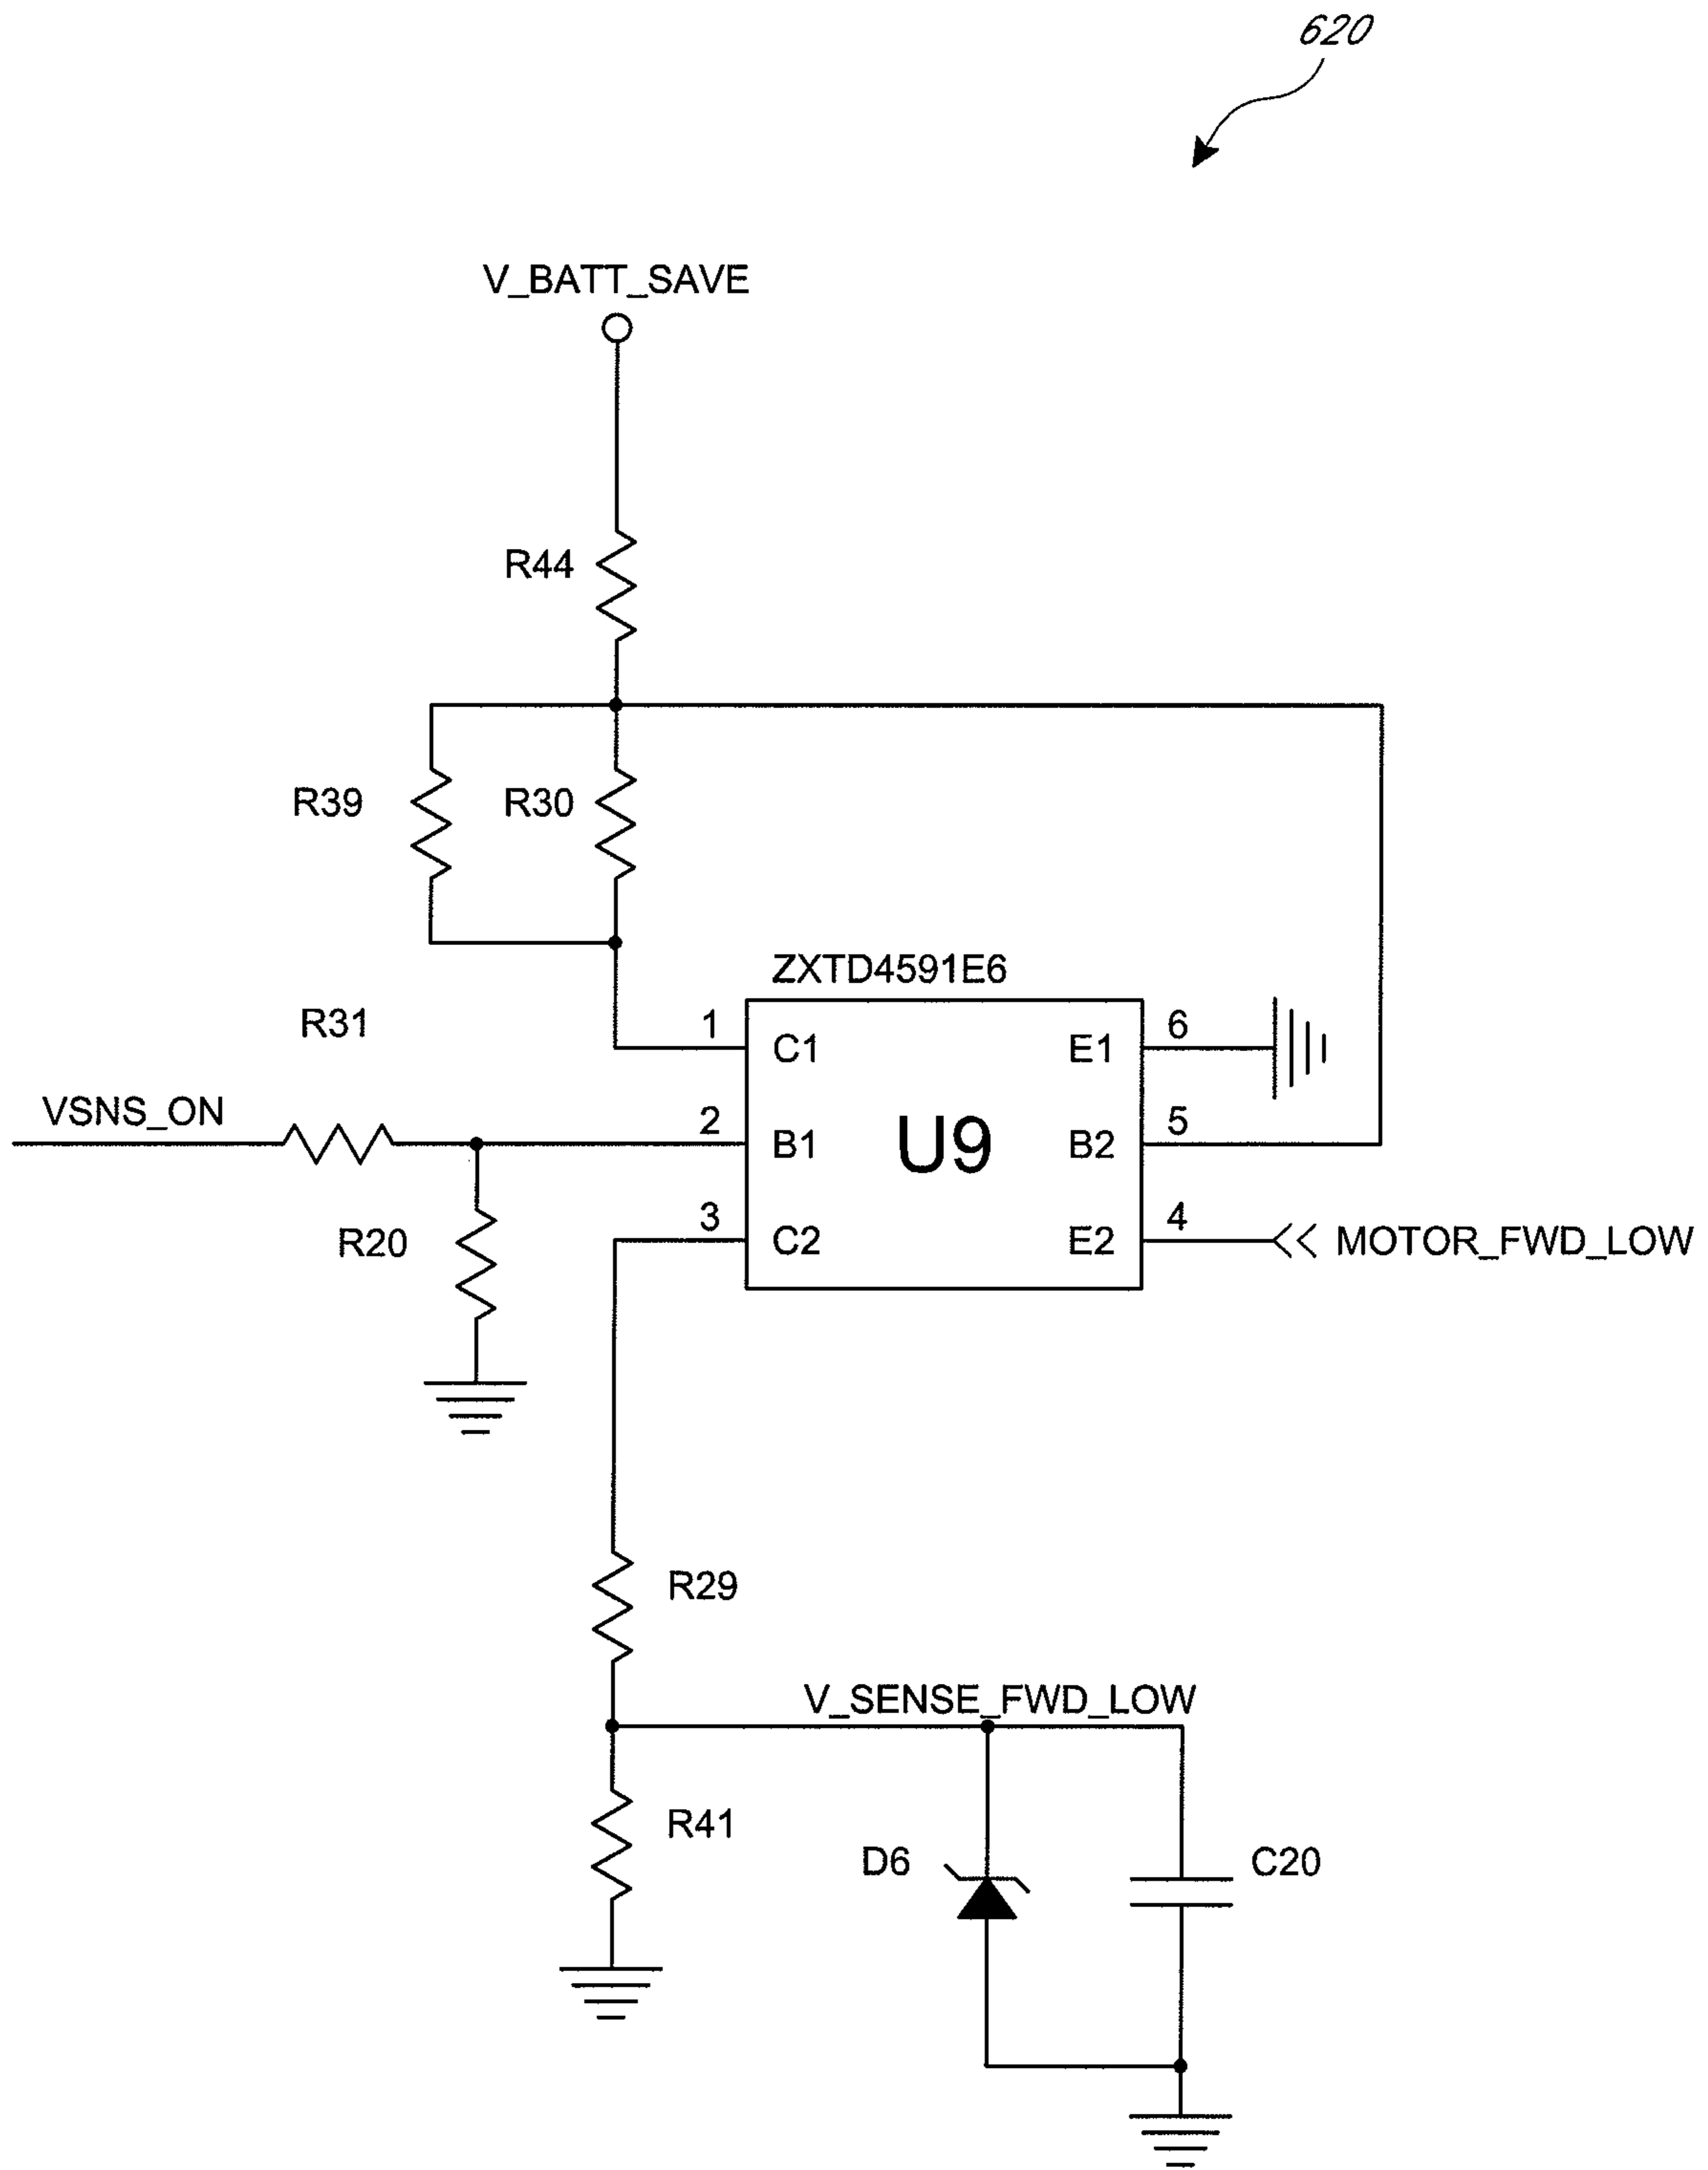 620
V_BATT_SAVE
R44
R39
R30
ZXTD4591E6
R31
1
C1
E1
6
VSNS_ON
2
B1
U9
B2
5
R20
3
C2
E2
4
MOTOR_FWD_LOW
R29
V_SENSE_FWD_LOW
R41
D6
C20